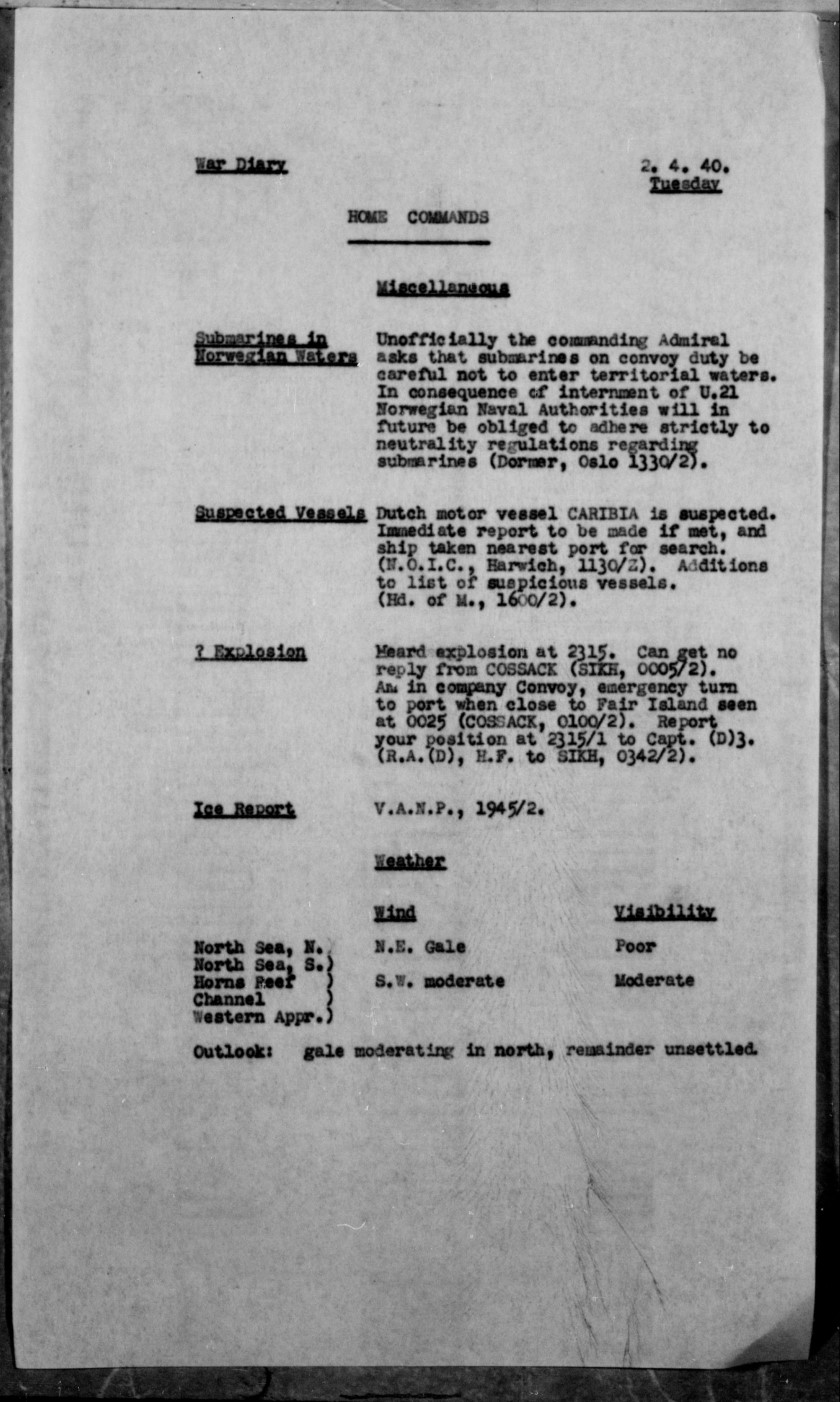 War Diary 2. 4. 40.
Tuesday
HOME COMMANDS
Miscellaneous
Submarines in Unofficially the commanding Admiral
Norwegian Waters asks that submarines on convoy duty be
careful not to enter territorial waters.
In consequence of internment of U.21
Norwegian Naval Authorities will in
future be obliged to adhere strictly to
neutrality regulations regarding
submarines (Dormer, Oslo 1330/2).
Suspected Vessels Dutch motor vessel CARIBIA is suspected.
Immediate report to be made if met, and
ship taken nearest port for search.
(N.O.I.C., Harwich, 1130/2). Additions
to list of suspicious vessels.
(Hd. of M., 1600/2).
? Explosion Heard explosion at 2315. Can get no
reply from COSSACK (SIKH, 0005/2).
Am in company Convoy, emergency turn
to port when close to Fair Island seen
at 0025 (COSSACK, 0100/2). Report
your position at 2315/1 to Capt. (D)3.
(R.A.(D), H.F. to SIKH, 0342/2).
Ice Report V.A.N.P., 1945/2.
Weather
Wind Visibility
North Sea, N. N.E. Gale Poor
North Sea, S.)
Horns Reef ) S.W. moderate Moderate
Channel )
Western Appr.)
Outlook: gale moderating in north, remainder unsettled.